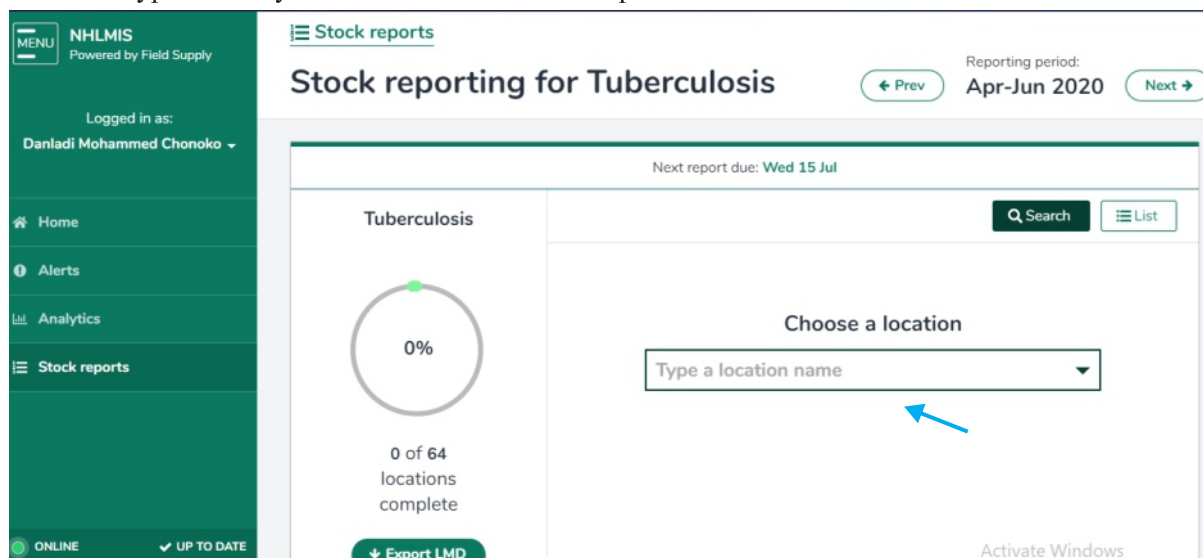 MENU
NHLMIS
Powered by Field Supply
Logged in as:
Danladi Mohammed Chonoko
Home
Alerts
Analytics
Stock reports
ONLINE
UP TO DATE
Stock reports
Stock reporting for Tuberculosis
Prev
Reporting period:
Apr-Jun 2020
Next
Next report due: Wed 15 Jul
Tuberculosis
0%
0 of 64
locations
complete
Export LMD
Search
List
Choose a location
Type a location name
Activate Windows